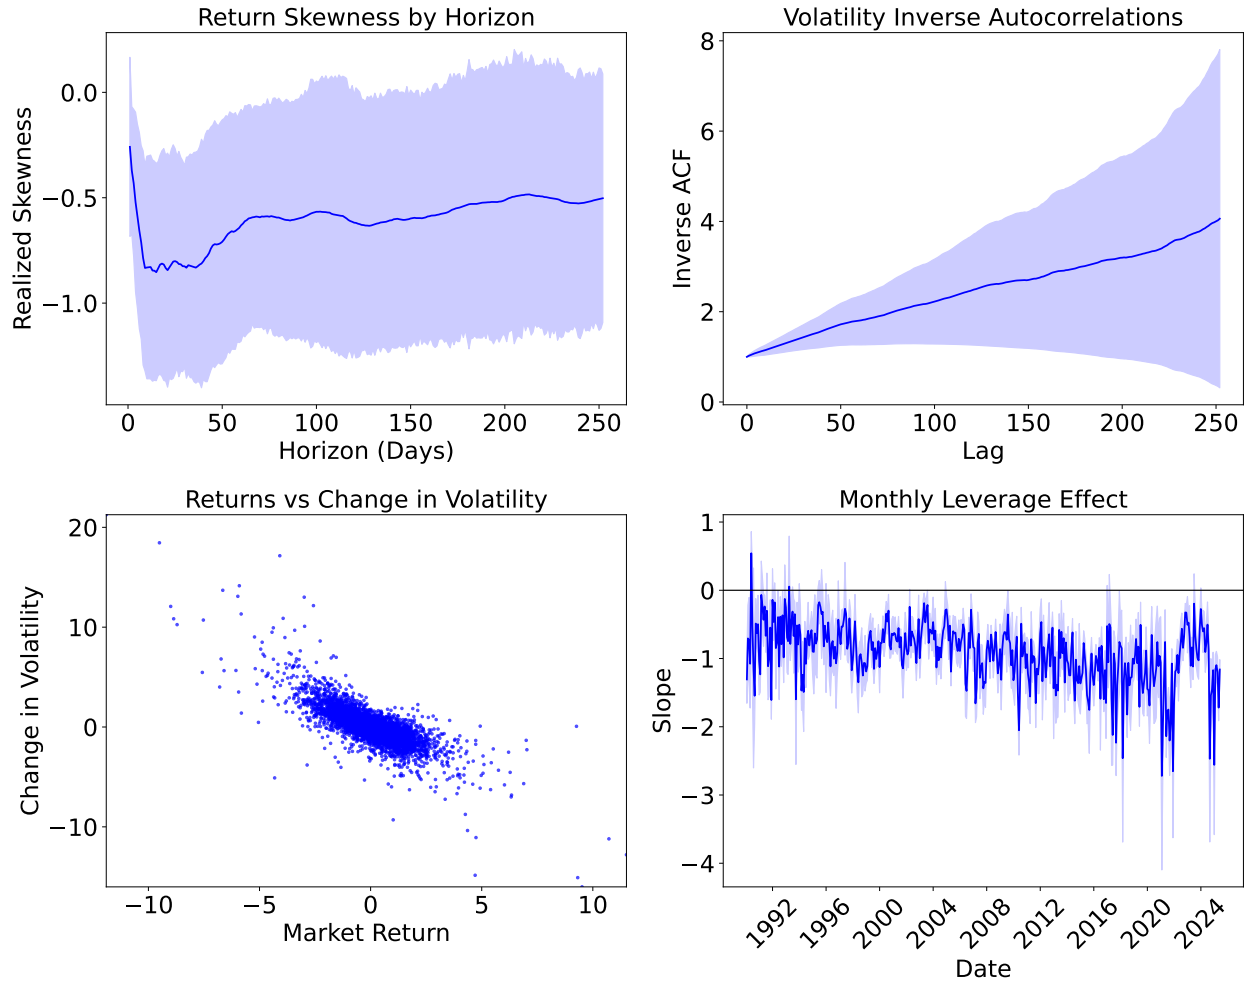 Return Skewness by Horizon
Realized Skewness
0.0
−0.5
−1.0
0 50 100 150 200 250
Horizon (Days)
Volatility Inverse Autocorrelations
Inverse ACF
8
6
4
2
0
0 50 100 150 200 250
Lag
Returns vs Change in Volatility
Change in Volatility
20
10
0
−10
−10 −5 0 5 10
Market Return
Monthly Leverage Effect
Slope
1
0
−1
−2
−3
−4
1992 1996 2000 2004 2008 2012 2016 2020 2024
Date